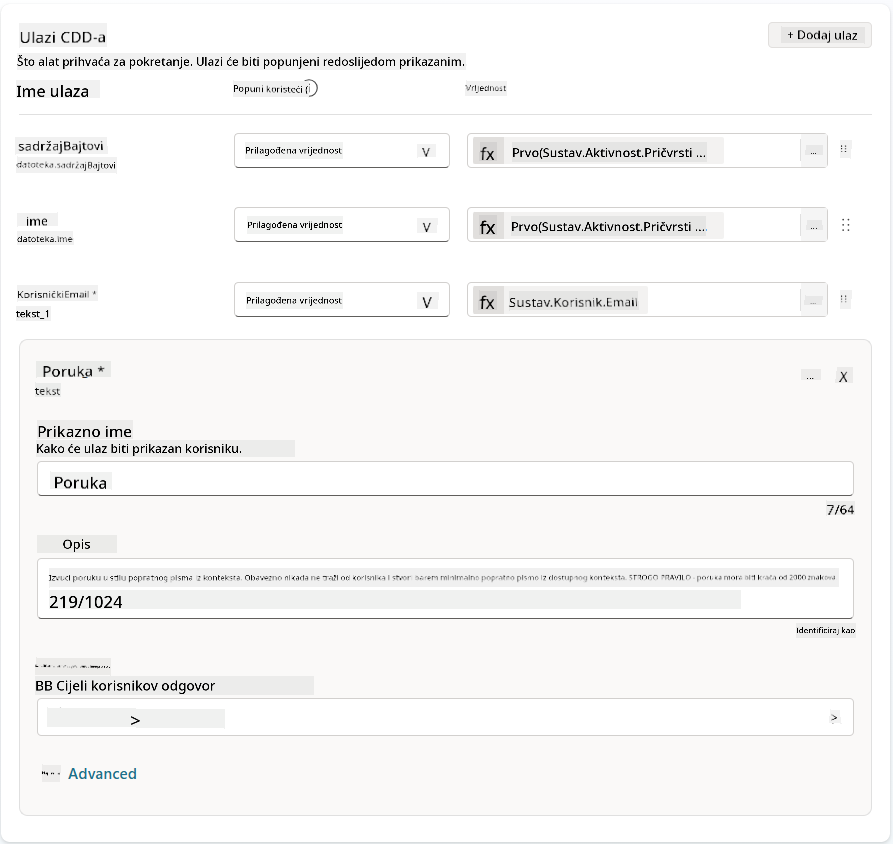 Ulazi CDD-a
+ Dodaj ulaz
Što alat prihvaća za pokretanje. Ulazi će biti popunjeni redoslijedom prikazanim.
Ime ulaza
Popuni koristeći (i
Vrijednost
sadržajBajtovi
datoteka.sadržajBajtovi
Prilagođena vrijednost
V
fx
Prvo(Sustav.Aktivnost.Pričvrsti ...
...
ime
datoteka.ime
Prilagođena vrijednost
V
fx
Prvo(Sustav.Aktivnost.Pričvrsti ...
...
KorisničkiEmail *
tekst_1
Prilagođena vrijednost
V
fx
Sustav.Korisnik.Email
...
Poruka *
tekst
...
X
Prikazno ime
Kako će ulaz biti prikazan korisniku.
Poruka
7/64
Opis
Izvuci poruku u stilu popratnog pisma iz konteksta. Obavezno nikada ne traži od korisnika i stvori barem minimalno popratno pismo iz dostupnog konteksta. STROGO PRAVILO - poruka mora biti kraća od 2000 znakova
219/1024
Identificiraj kao
BB Cijeli korisnikov odgovor
>
>
Advanced